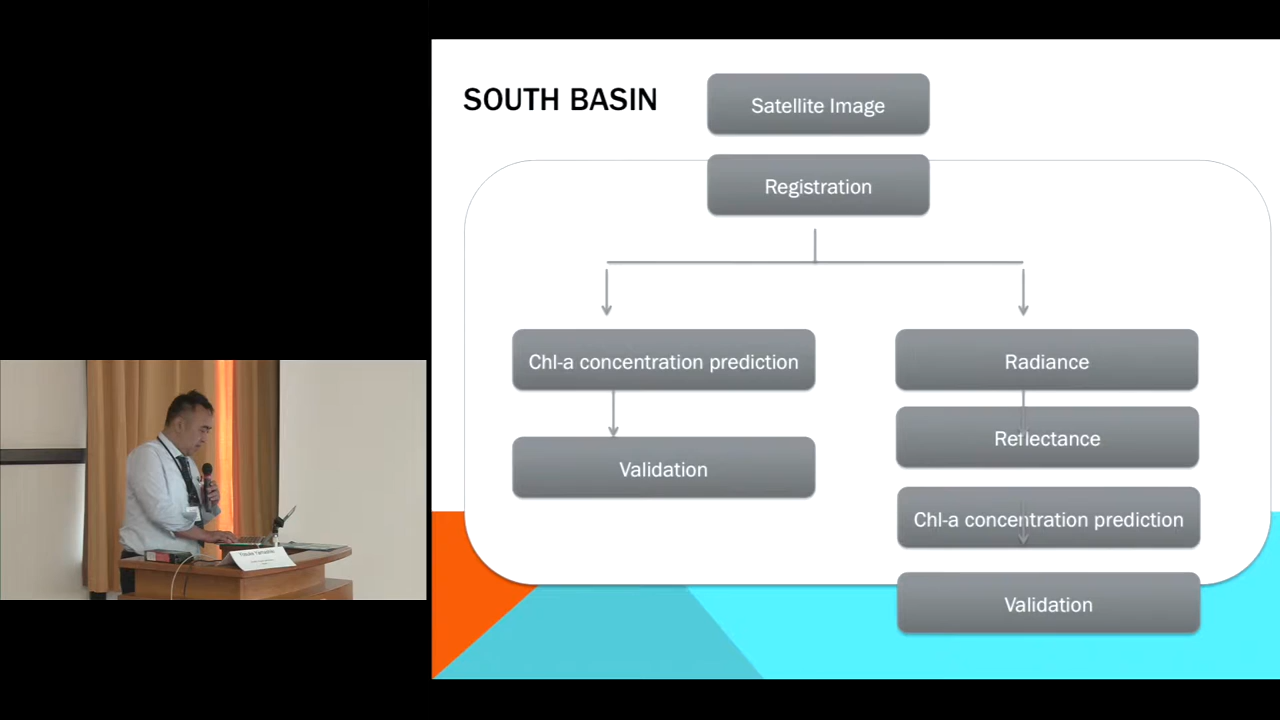 SOUTH BASIN
Satellite Image
Registration
Chl-a concentration prediction
Validation
Radiance
Reflectance
Chl-a concentration prediction
Validation